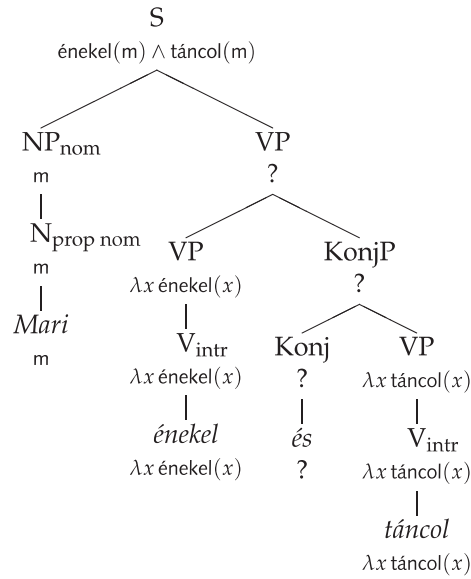 S
énekel(m) ∧ táncol(m)
NPnom VP
m ?
Nprop nom VP KonjP
m λx énekel(x) ?
Mari Vintr Konj VP
m λx énekel(x) ? λx táncol(x)
énekel és Vintr
λx énekel(x) ? λx táncol(x)
táncol
λx táncol(x)